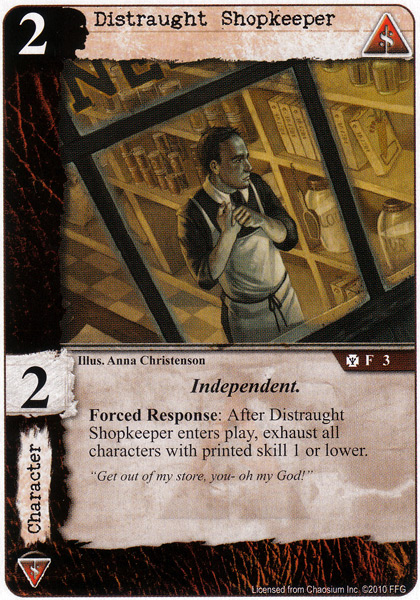 2
Distraught Shopkeeper
$
Illus. Anna Christenson
F 3
2
Independent.
Forced Response: After Distraught
Shopkeeper enters play, exhaust all
characters with printed skill 1 or lower.
“Get out of my store, you- oh my God!”
Character
$
Licensed from Chaosium Inc. ©2010 FFG